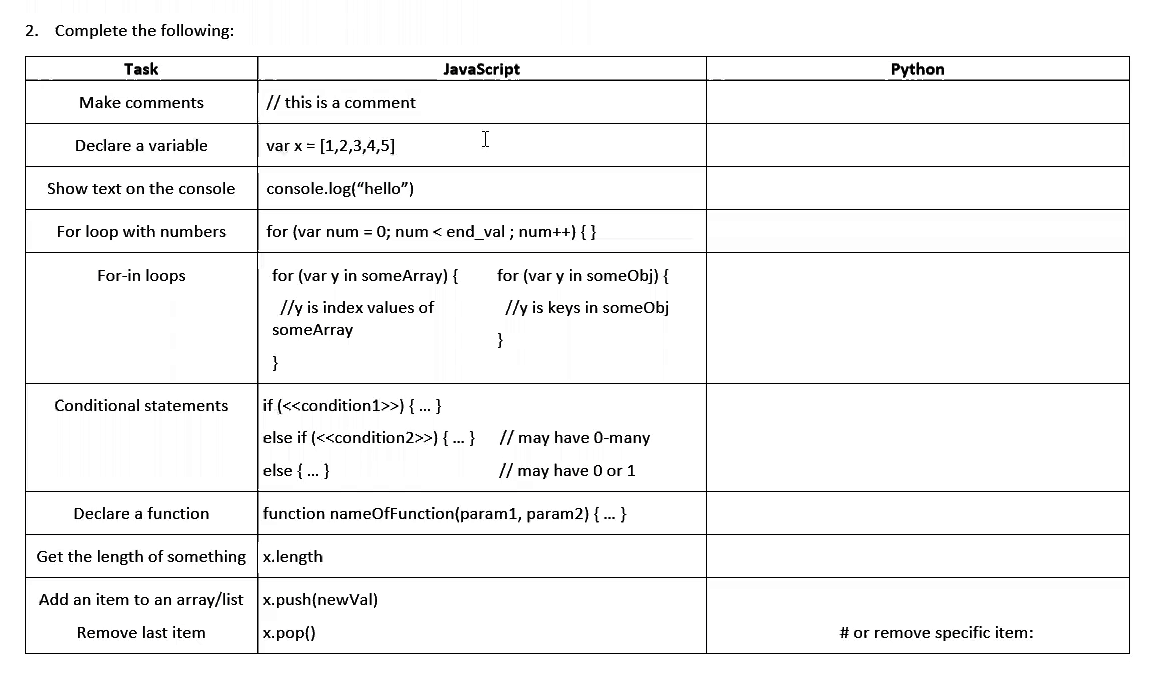 2. Complete the following:
Task JavaScript Python
Make comments // this is a comment
Declare a variable var x = [1,2,3,4,5]
Show text on the console console.log(“hello”)
For loop with numbers for (var num = 0; num < end_val ; num++) { }
For-in loops for (var y in someArray) { for (var y in someObj) {
//y is index values of //y is keys in someObj
someArray }
}
Conditional statements if (<<condition1>>) { ... }
else if (<<condition2>>) { ... } // may have 0-many
else { ... } // may have 0 or 1
Declare a function function nameOfFunction(param1, param2) { ... }
Get the length of something x.length
Add an item to an array/list x.push(newVal)
Remove last item x.pop() # or remove specific item: